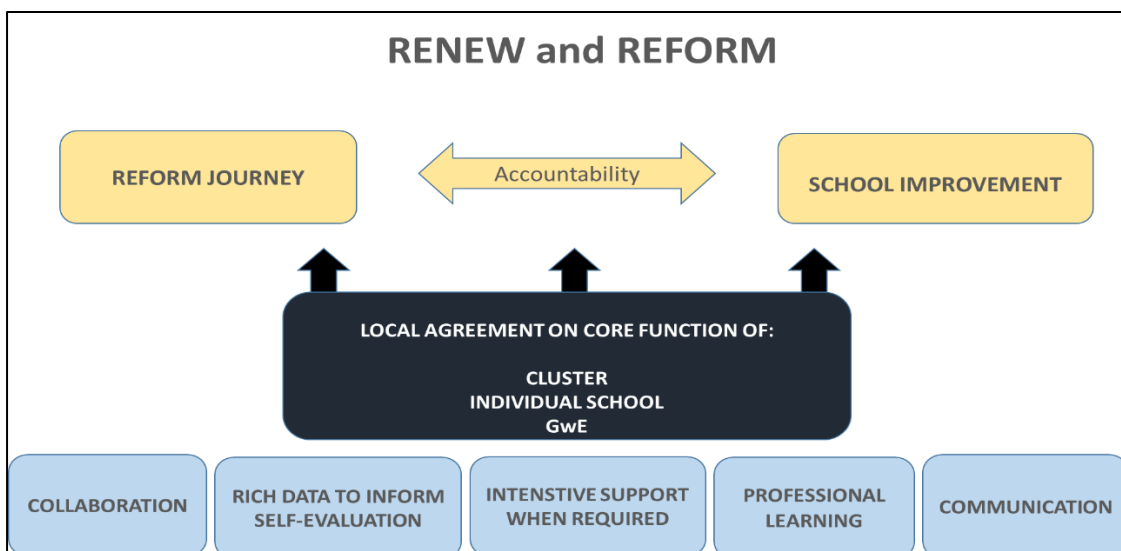 RENEW and REFORM
REFORM JOURNEY
Accountability
SCHOOL IMPROVEMENT
LOCAL AGREEMENT ON CORE FUNCTION OF:
CLUSTER
INDIVIDUAL SCHOOL
GwE
COLLABORATION
RICH DATA TO INFORM
SELF-EVALUATION
INTENSTIVE SUPPORT
WHEN REQUIRED
PROFESSIONAL
LEARNING
COMMUNICATION